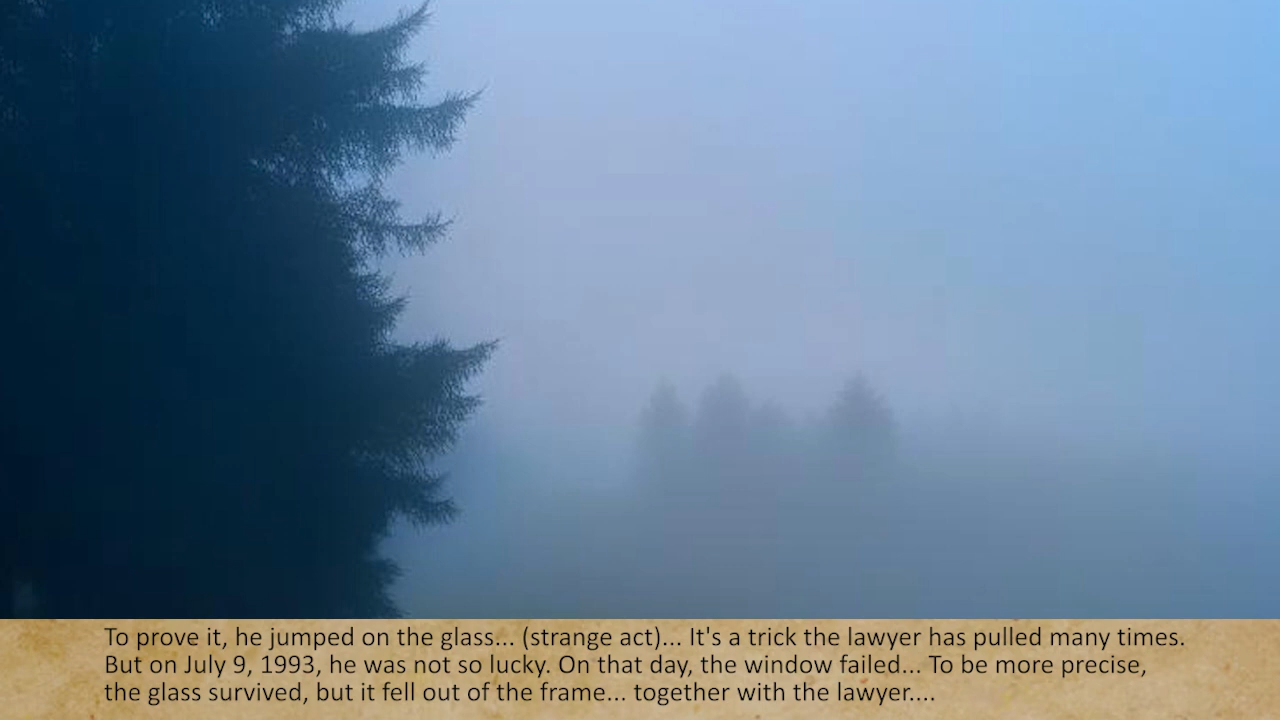 To prove it, he jumped on the glass... (strange act)... It's a trick the lawyer has pulled many times.
But on July 9, 1993, he was not so lucky. On that day, the window failed... To be more precise,
the glass survived, but it fell out of the frame... together with the lawyer....